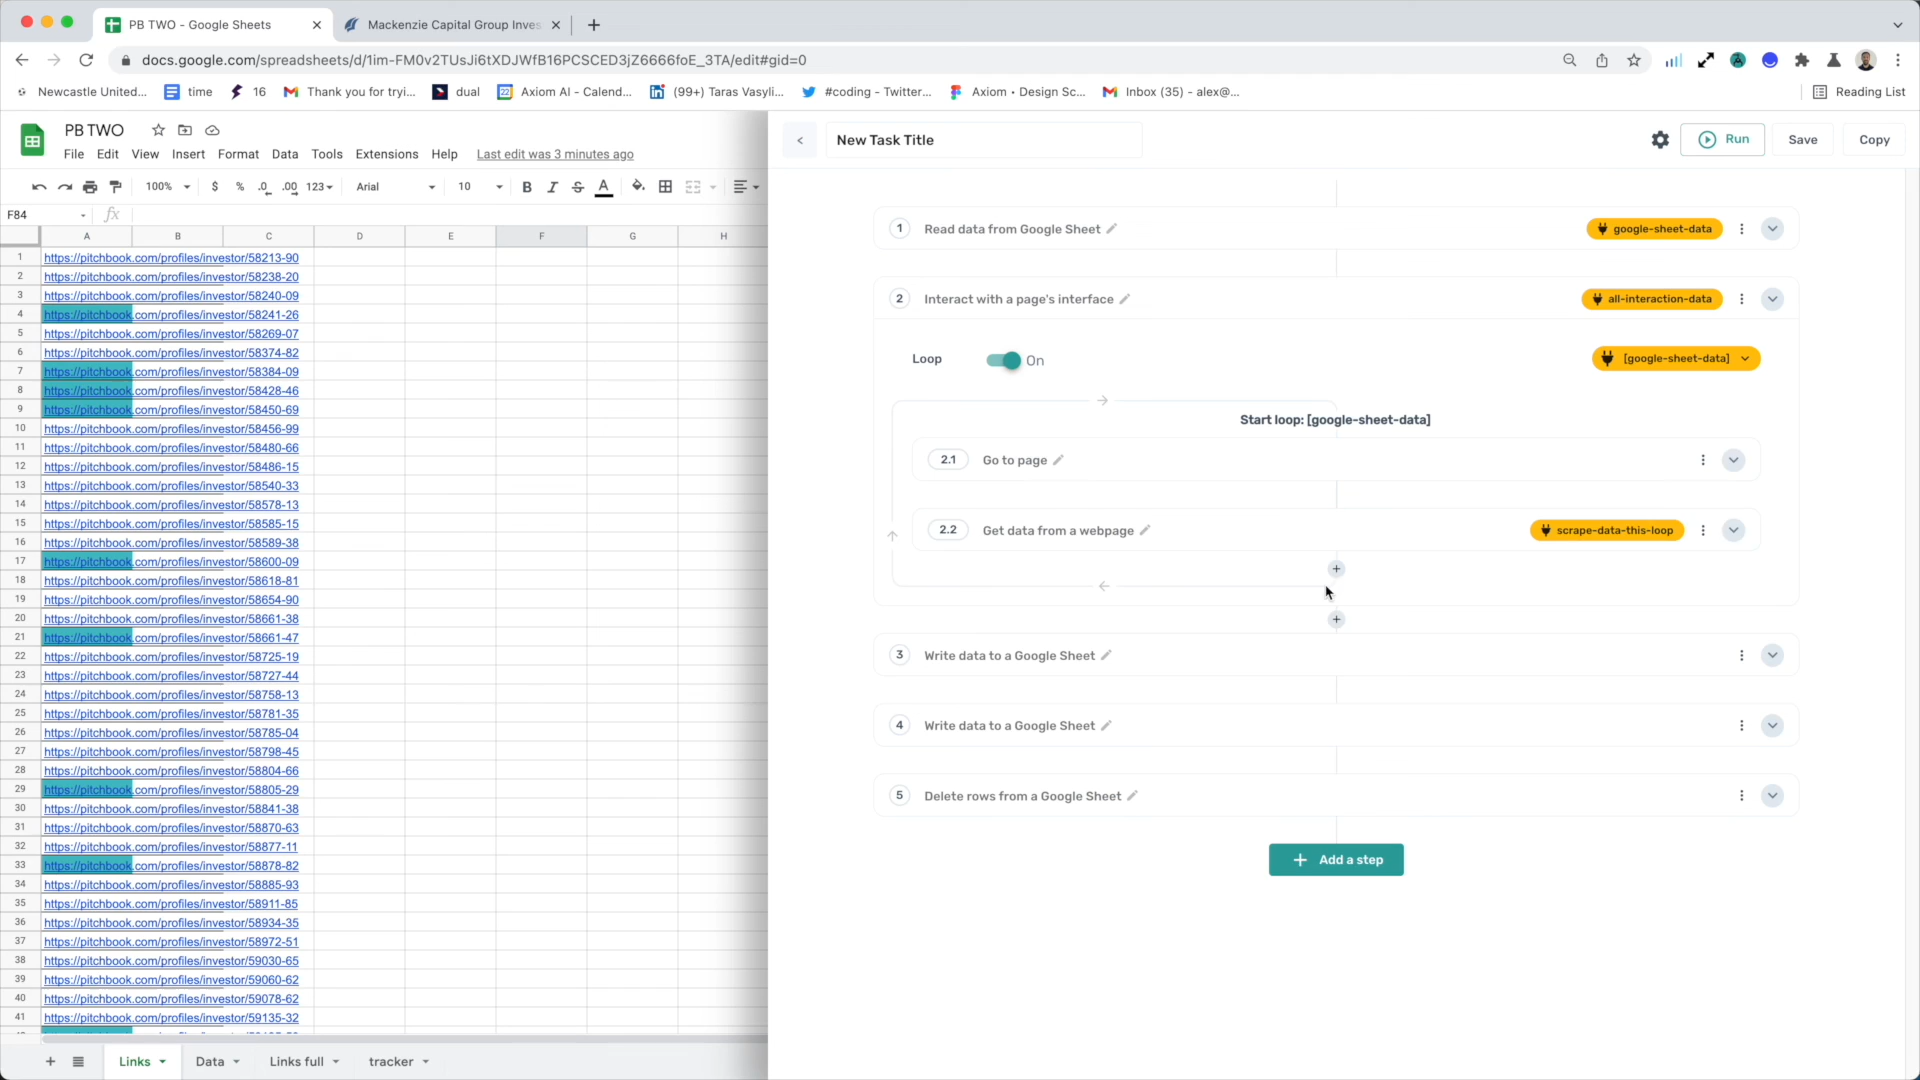 PB TWO - Google Sheets
Mackenzie Capital Group Inves
docs.google.com/spreadsheets/d/1im-FM0v2TUsJi6tXDJWfB16PCSCED3jZ6666foE_3TA/edit#gid=0
Newcastle United...
time
16
Thank you for tryi...
dual
Axiom AI - Calend...
(99+) Taras Vasyli...
#coding - Twitter...
Axiom • Design Sc...
Inbox (35) - alex@...
Reading List
PB TWO
File Edit View Insert Format Data Tools Extensions Help Last edit was 3 minutes ago
100% $ % .0 .00 123 Arial 10 B I S A
F84 fx
A B C D E F G H
1 https://pitchbook.com/profiles/investor/58213-90
2 https://pitchbook.com/profiles/investor/58238-20
3 https://pitchbook.com/profiles/investor/58240-09
4 https://pitchbook.com/profiles/investor/58241-26
5 https://pitchbook.com/profiles/investor/58269-07
6 https://pitchbook.com/profiles/investor/58374-82
7 https://pitchbook.com/profiles/investor/58384-09
8 https://pitchbook.com/profiles/investor/58428-46
9 https://pitchbook.com/profiles/investor/58450-69
10 https://pitchbook.com/profiles/investor/58456-99
11 https://pitchbook.com/profiles/investor/58480-66
12 https://pitchbook.com/profiles/investor/58486-15
13 https://pitchbook.com/profiles/investor/58540-33
14 https://pitchbook.com/profiles/investor/58578-13
15 https://pitchbook.com/profiles/investor/58585-15
16 https://pitchbook.com/profiles/investor/58589-38
17 https://pitchbook.com/profiles/investor/58600-09
18 https://pitchbook.com/profiles/investor/58618-81
19 https://pitchbook.com/profiles/investor/58654-90
20 https://pitchbook.com/profiles/investor/58661-38
21 https://pitchbook.com/profiles/investor/58661-47
22 https://pitchbook.com/profiles/investor/58725-19
23 https://pitchbook.com/profiles/investor/58727-44
24 https://pitchbook.com/profiles/investor/58758-13
25 https://pitchbook.com/profiles/investor/58781-35
26 https://pitchbook.com/profiles/investor/58785-04
27 https://pitchbook.com/profiles/investor/58798-45
28 https://pitchbook.com/profiles/investor/58804-66
29 https://pitchbook.com/profiles/investor/58805-29
30 https://pitchbook.com/profiles/investor/58841-38
31 https://pitchbook.com/profiles/investor/58870-63
32 https://pitchbook.com/profiles/investor/58877-11
33 https://pitchbook.com/profiles/investor/58878-82
34 https://pitchbook.com/profiles/investor/58885-93
35 https://pitchbook.com/profiles/investor/58911-85
36 https://pitchbook.com/profiles/investor/58934-35
37 https://pitchbook.com/profiles/investor/58972-51
38 https://pitchbook.com/profiles/investor/59030-65
39 https://pitchbook.com/profiles/investor/59060-62
40 https://pitchbook.com/profiles/investor/59078-62
41 https://pitchbook.com/profiles/investor/59135-32
Links Data Links full tracker
New Task Title
Run Save Copy
1 Read data from Google Sheet google-sheet-data
2 Interact with a page's interface all-interaction-data
Loop On [google-sheet-data]
Start loop: [google-sheet-data]
2.1 Go to page
2.2 Get data from a webpage scrape-data-this-loop
3 Write data to a Google Sheet
4 Write data to a Google Sheet
5 Delete rows from a Google Sheet
Add a step